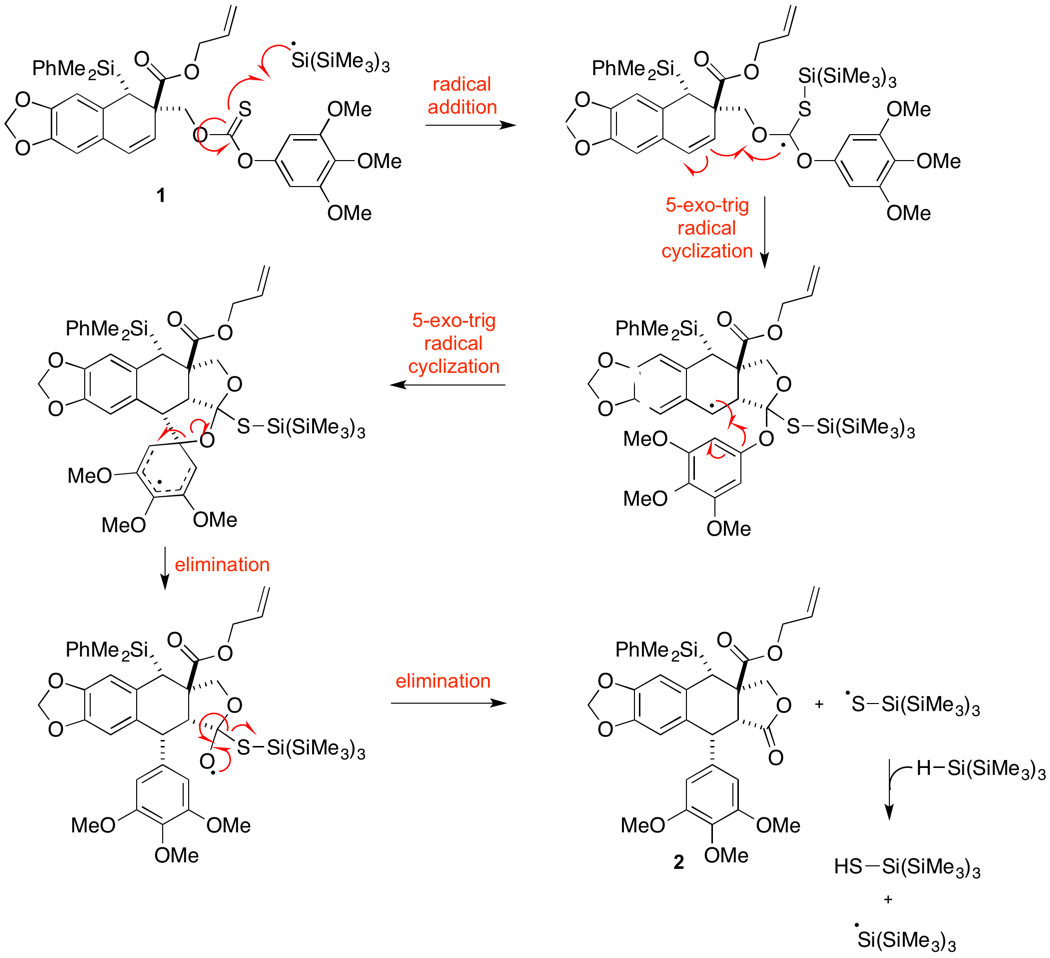 PhMe2Si
O
O
Si(SiMe3)3
O
O
O
S
O
OMe
OMe
OMe
1
radical
addition
PhMe2Si
O
O
Si(SiMe3)3
S
O
O
O
O
OMe
OMe
OMe
5-exo-trig
radical
cyclization
PhMe2Si
O
O
O
O
O
S–Si(SiMe3)3
O
MeO
MeO
OMe
5-exo-trig
radical
cyclization
PhMe2Si
O
O
O
O
O
S–Si(SiMe3)3
O
MeO
MeO
OMe
elimination
PhMe2Si
O
O
O
O
O
S–Si(SiMe3)3
O
MeO
OMe
OMe
elimination
PhMe2Si
O
O
O
O
O
O
MeO
OMe
OMe
2
+
S–Si(SiMe3)3
H–Si(SiMe3)3
HS–Si(SiMe3)3
+
Si(SiMe3)3